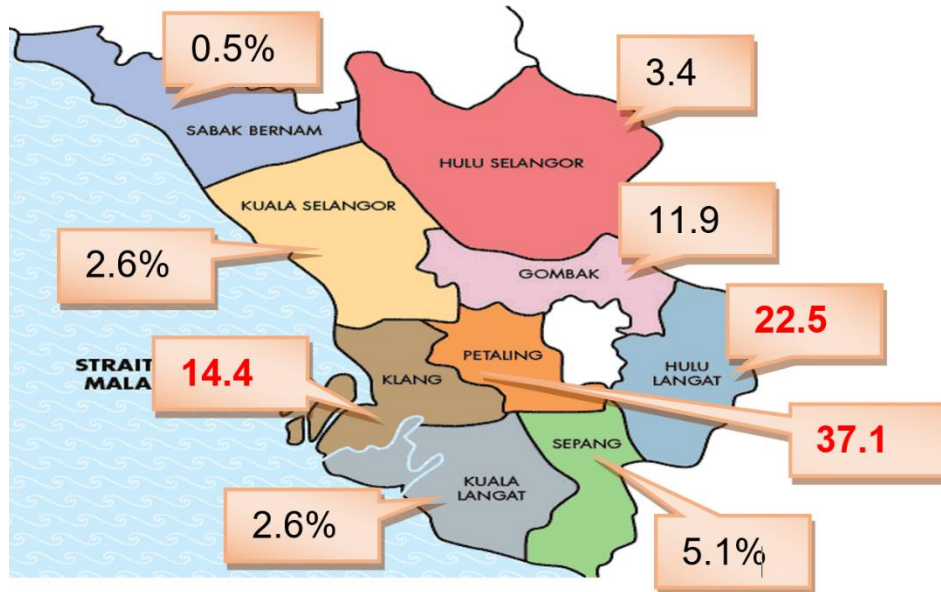 0.5%
3.4
SABAK BERNAM
HULU SELANGOR
KUALA SELANGOR
11.9
2.6%
GOMBAK
22.5
STRAIT
MALA
14.4
KLANG
PETALING
HULU
LANGAT
37.1
SEPANG
KUALA
LANGAT
2.6%
5.1%